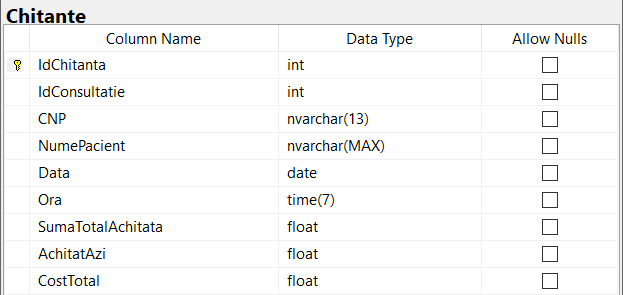 Chitante
Column Name Data Type Allow Nulls
IdChitanta int
IdConsultatie int
CNP nvarchar(13)
NumePacient nvarchar(MAX)
Data date
Ora time(7)
SumaTotalAchitata float
AchitatAzi float
CostTotal float